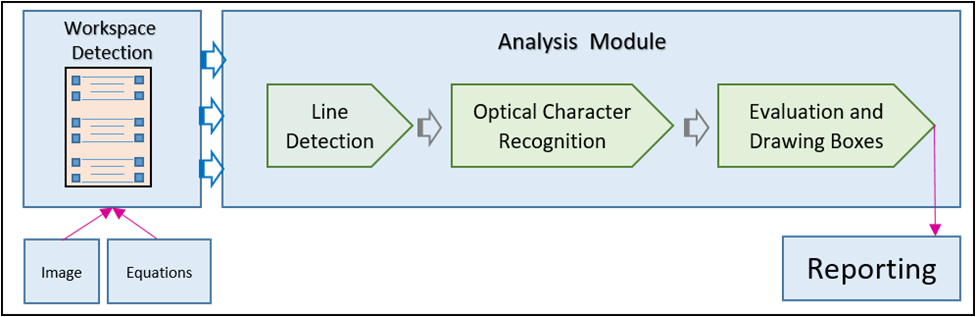 Workspace
Detection
Analysis Module
Line
Detection
Optical Character
Recognition
Evaluation and
Drawing Boxes
Image
Equations
Reporting